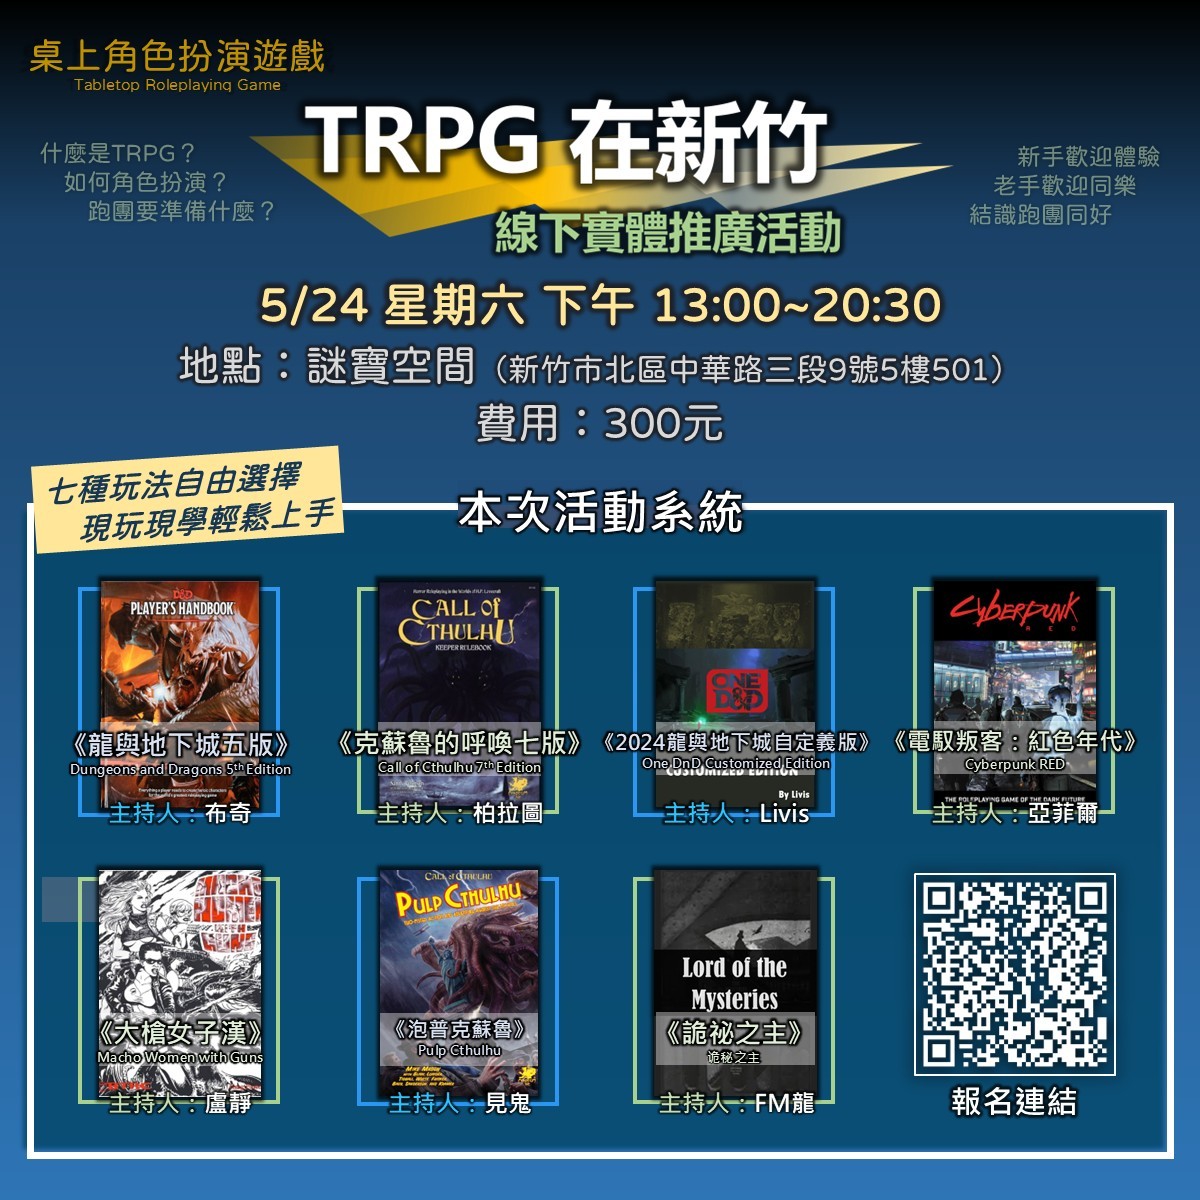 桌上角色扮演遊戲
Tabletop Roleplaying Game
TRPG 在新竹
線下實體推廣活動
什麼是TRPG？
如何角色扮演？
跑團要準備什麼？
新手歡迎體驗
老手歡迎同樂
結識跑團同好
5/24 星期六 下午 13:00~20:30
地點：謎寶空間（新竹市北區中華路三段9號5樓501）
費用：300元
七種玩法自由選擇
現玩現學輕鬆上手
本次活動系統
D&D
PLAYER'S HANDBOOK
《龍與地下城五版》
Dungeons and Dragons 5th Edition
主持人：布奇
CALL of CTHULHU
KEEPER RULEBOOK
《克蘇魯的呼喚七版》
Call of Cthulhu 7th Edition
主持人：柏拉圖
ONE D&D
《2024龍與地下城自定義版》
One DnD Customized Edition
CUSTOMIZED EDITION
By Livis
主持人：Livis
Cyberpunk
RED
《電馭叛客：紅色年代》
Cyberpunk RED
THE ROLEPLAYING GAME OF THE DARK FUTURE
主持人：亞菲爾
《大槍女子漢》
Macho Women with Guns
主持人：盧靜
CALL of CTHULHU
PULP CTHULHU
《泡普克蘇魯》
Pulp Cthulhu
MIKE MASON
主持人：見鬼
Lord of the
Mysteries
《詭祕之主》
诡秘之主
主持人：FM龍
報名連結